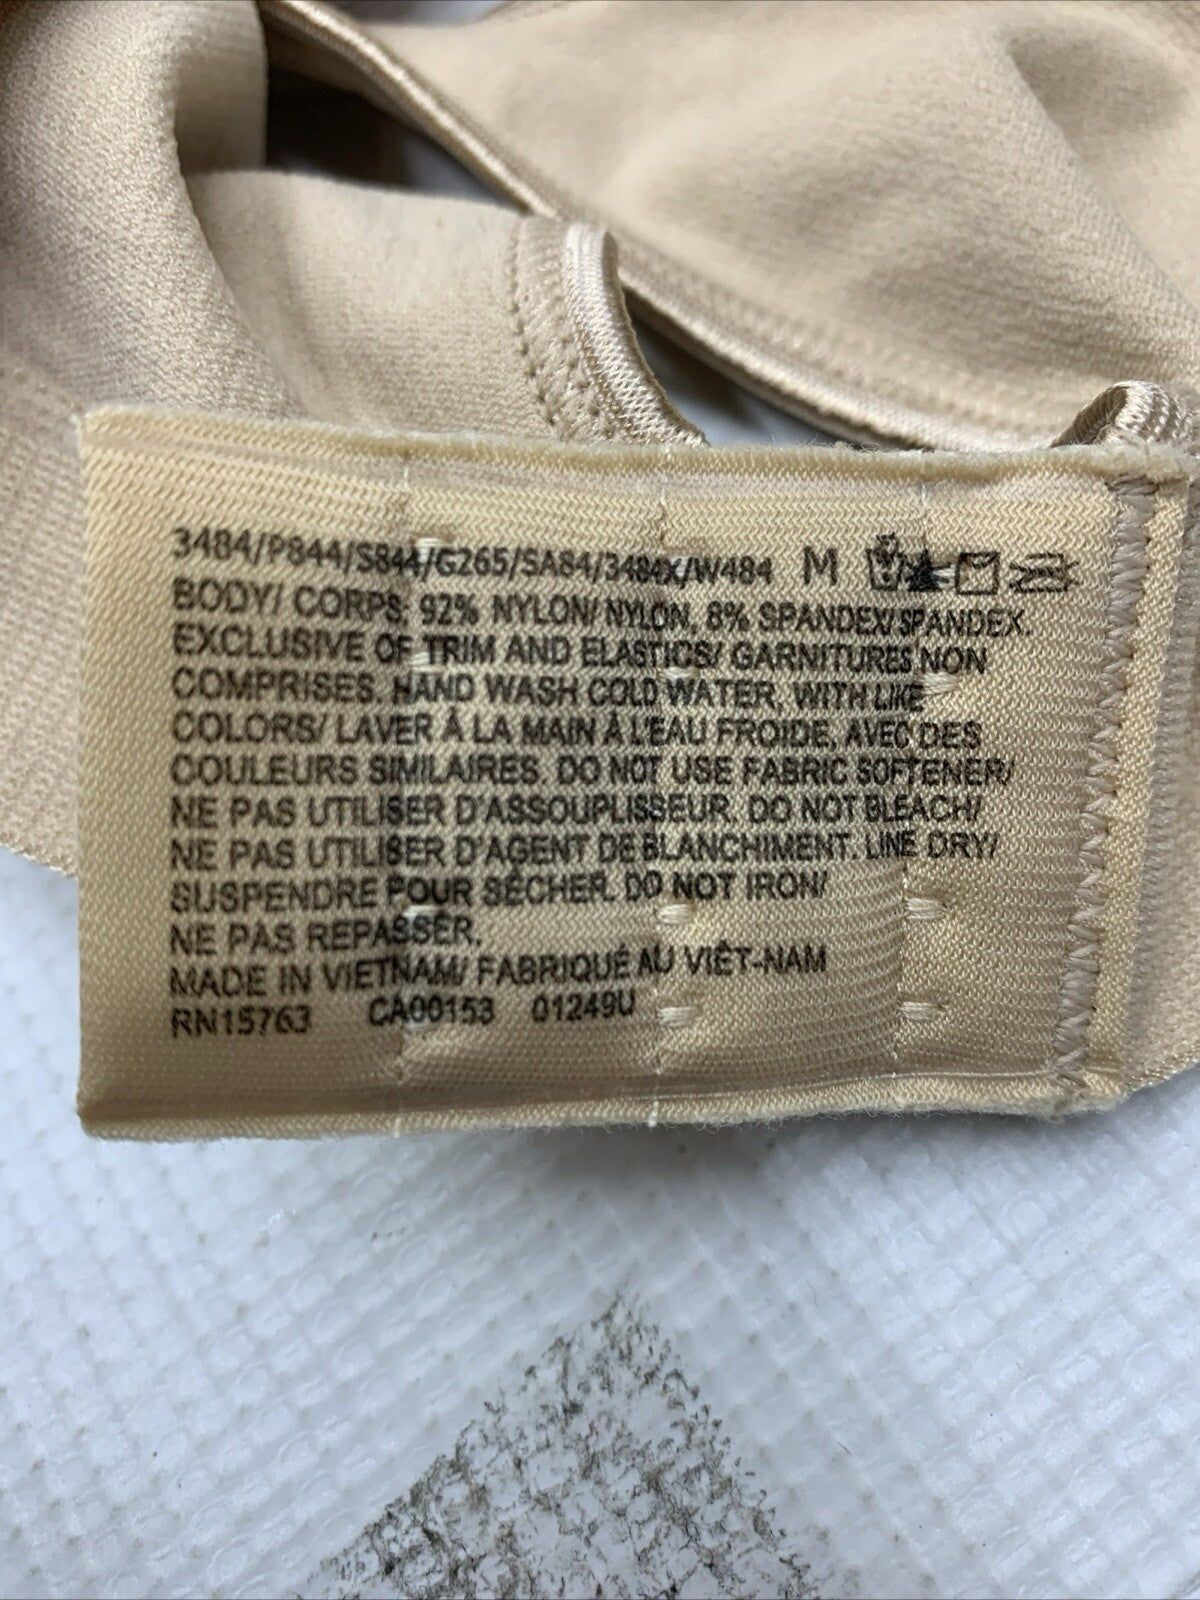 3484/P844/S844/G265/SA84/3484X/W484 M
BODY/ CORPS: 92% NYLON/ NYLON, 8% SPANDEX/ SPANDEX.
EXCLUSIVE OF TRIM AND ELASTICS/ GARNITURES NON
COMPRISES. HAND WASH COLD WATER, WITH LIKE
COLORS/ LAVER À LA MAIN À L'EAU FROIDE, AVEC DES
COULEURS SIMILAIRES. DO NOT USE FABRIC SOFTENER/
NE PAS UTILISER D'ASSOUPLISSEUR. DO NOT BLEACH/
NE PAS UTILISER D'AGENT DE BLANCHIMENT. LINE DRY/
SUSPENDRE POUR SÉCHER. DO NOT IRON/
NE PAS REPASSER.
MADE IN VIETNAM/ FABRIQUÉ AU VIÊT-NAM
RN15763 CA00153 01249U